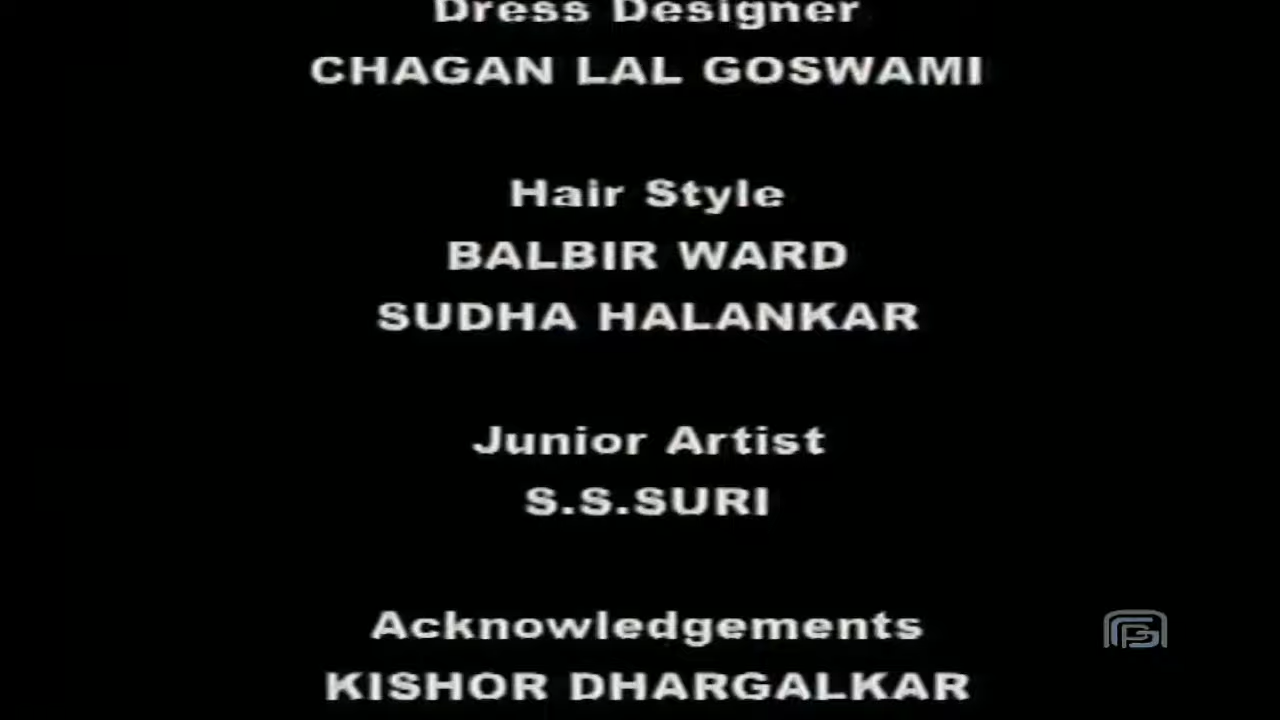 Dress Designer
CHAGAN LAL GOSWAMI
Hair Style
BALBIR WARD
SUDHA HALANKAR
Junior Artist
S.S.SURI
Acknowledgements
KISHOR DHARGALKAR